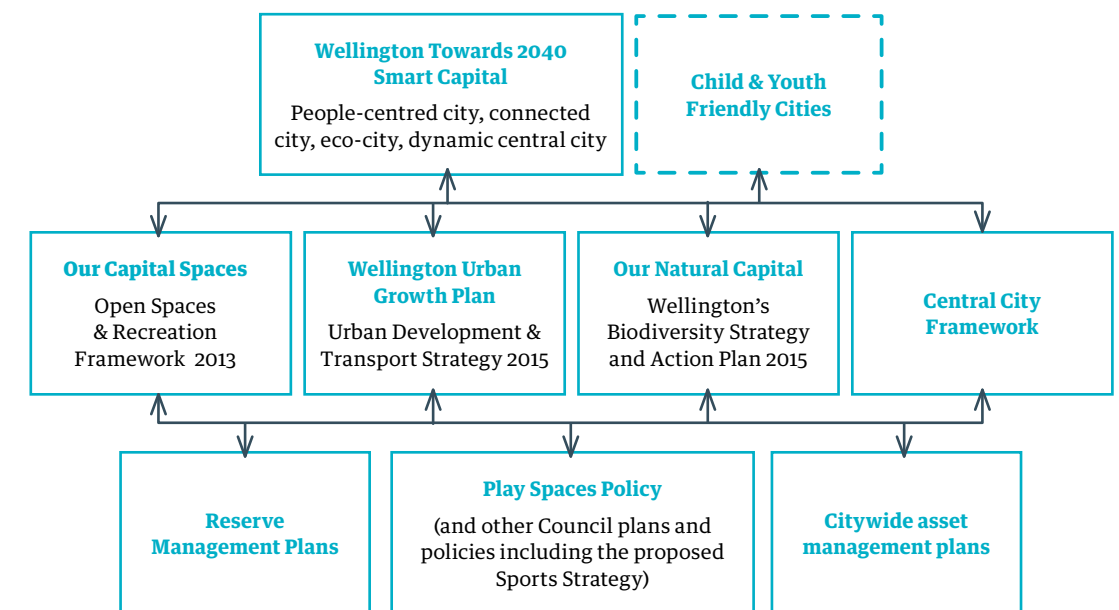 Wellington Towards 2040
Smart Capital
People-centred city, connected
city, eco-city, dynamic central city
Child & Youth
Friendly Cities
Our Capital Spaces
Open Spaces
& Recreation
Framework 2013
Wellington Urban
Growth Plan
Urban Development &
Transport Strategy 2015
Our Natural Capital
Wellington’s
Biodiversity Strategy
and Action Plan 2015
Central City
Framework
Reserve
Management Plans
Play Spaces Policy
(and other Council plans and
policies including the proposed
Sports Strategy)
Citywide asset
management plans